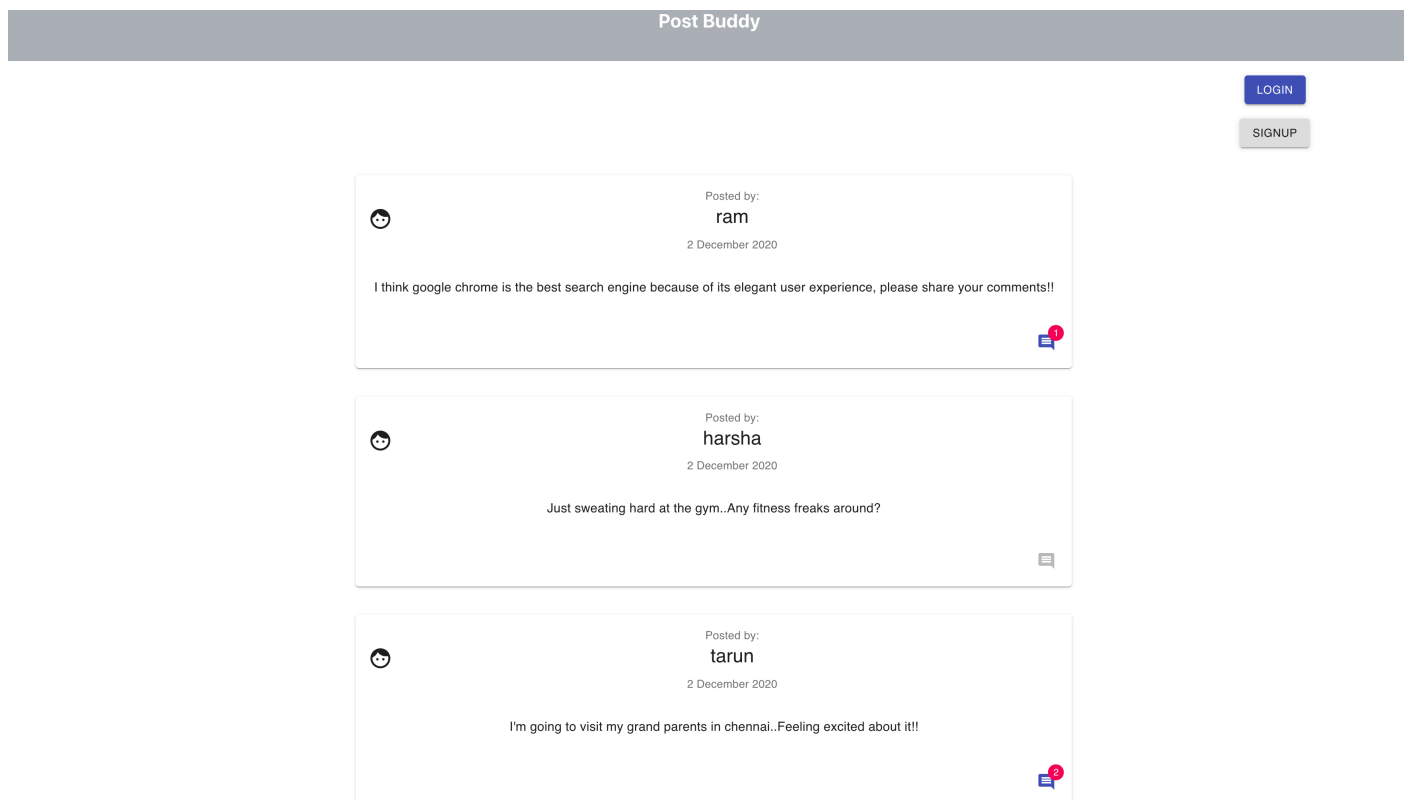 Post Buddy
LOGIN
SIGNUP
Posted by:
ram
2 December 2020
I think google chrome is the best search engine because of its elegant user experience, please share your comments!!
1
Posted by:
harsha
2 December 2020
Just sweating hard at the gym..Any fitness freaks around?
Posted by:
tarun
2 December 2020
I'm going to visit my grand parents in chennai..Feeling excited about it!!
2